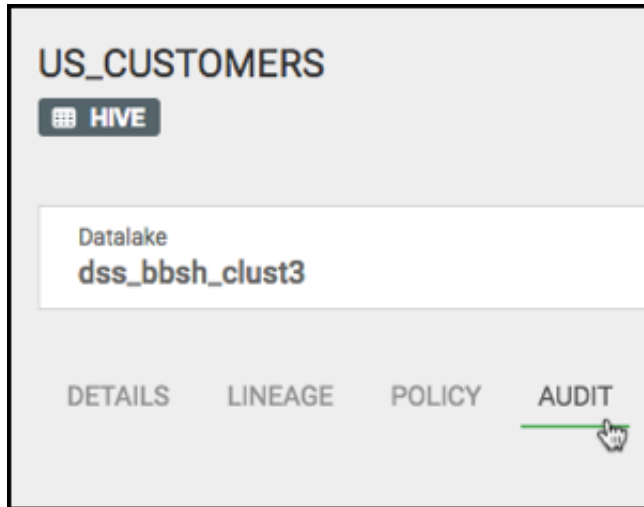 US_CUSTOMERS
HIVE
Datalake
dss_bbsh_clust3
DETAILS LINEAGE POLICY AUDIT